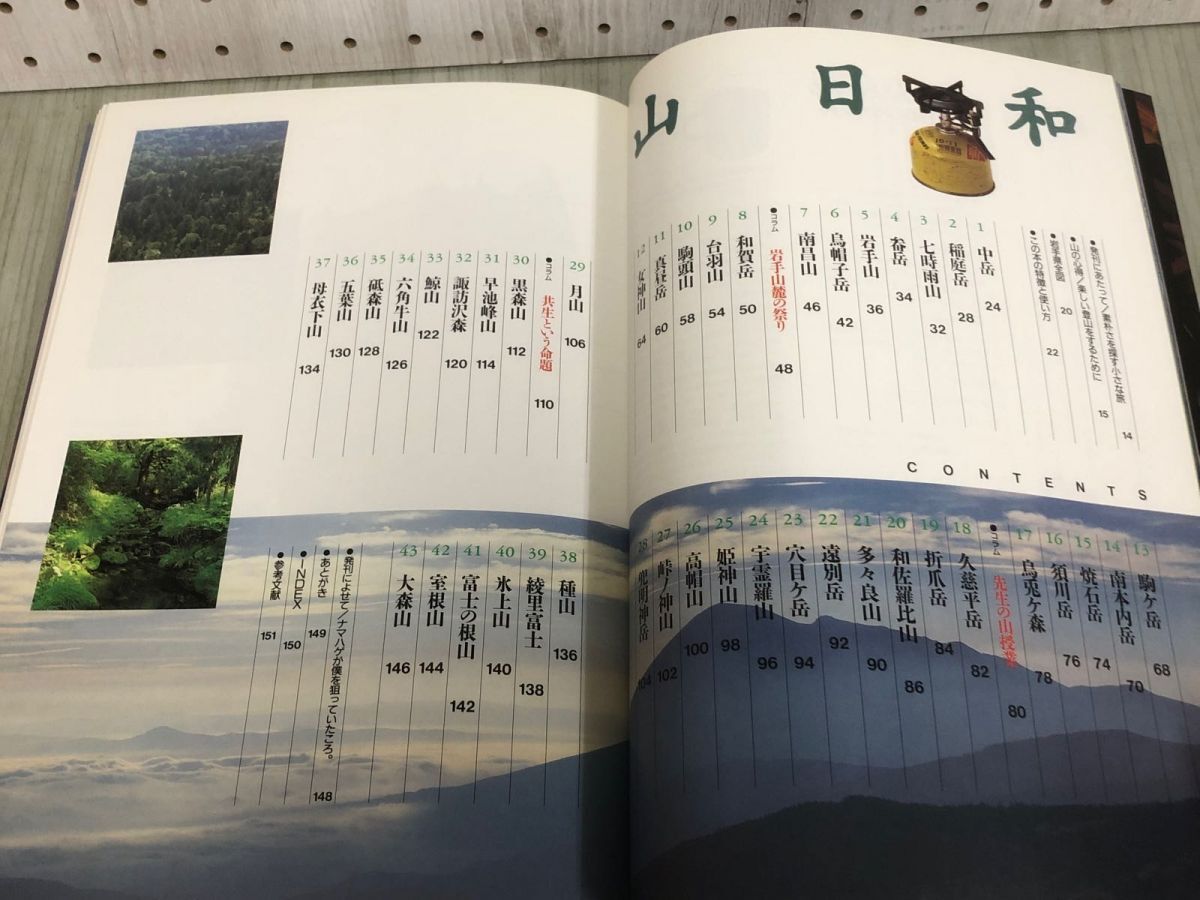 山日和
CONTENTS
●発刊にあたって／素朴さを探す小さな旅 14
●山の心得／楽しい登山をするために 15
●岩手県全図 20
●この本の特徴と使い方 22
1 中岳 24
2 稲庭岳 28
3 七時雨山 32
4 畚岳 34
5 岩手山 36
6 烏帽子岳 42
7 南昌山 46
●コラム 岩手山麓の祭り 48
8 和賀岳 50
9 台羽山 54
10 駒頭山 58
11 真昼岳 60
12 女神山 64
13 駒ケ岳 68
14 南本内岳 70
15 焼石岳 74
16 須川岳 76
17 烏兎ケ森 78
●コラム 先生の山授業 80
18 久慈平岳 82
19 折爪岳 84
20 和佐羅比山 86
21 多々良山 90
22 遠別岳 92
23 穴目ケ岳 94
24 宇霊羅山 96
25 姫神山 98
26 高帽山 100
27 峠ノ神山 102
28 兜明神岳 104
29 月山 106
●コラム 共生という命題 110
30 黒森山 112
31 早池峰山 114
32 諏訪沢森 120
33 鯨山 122
34 六角牛山 126
35 砥森山 128
36 五葉山 130
37 母衣下山 134
38 種山 136
39 綾里富士 138
40 氷上山 140
41 富士の根山 142
42 室根山 144
43 大森山 146
●発刊によせて／ナマハゲが僕を狙っていたころ。 148
●あとがき 149
●INDEX 150
●参考文献 151